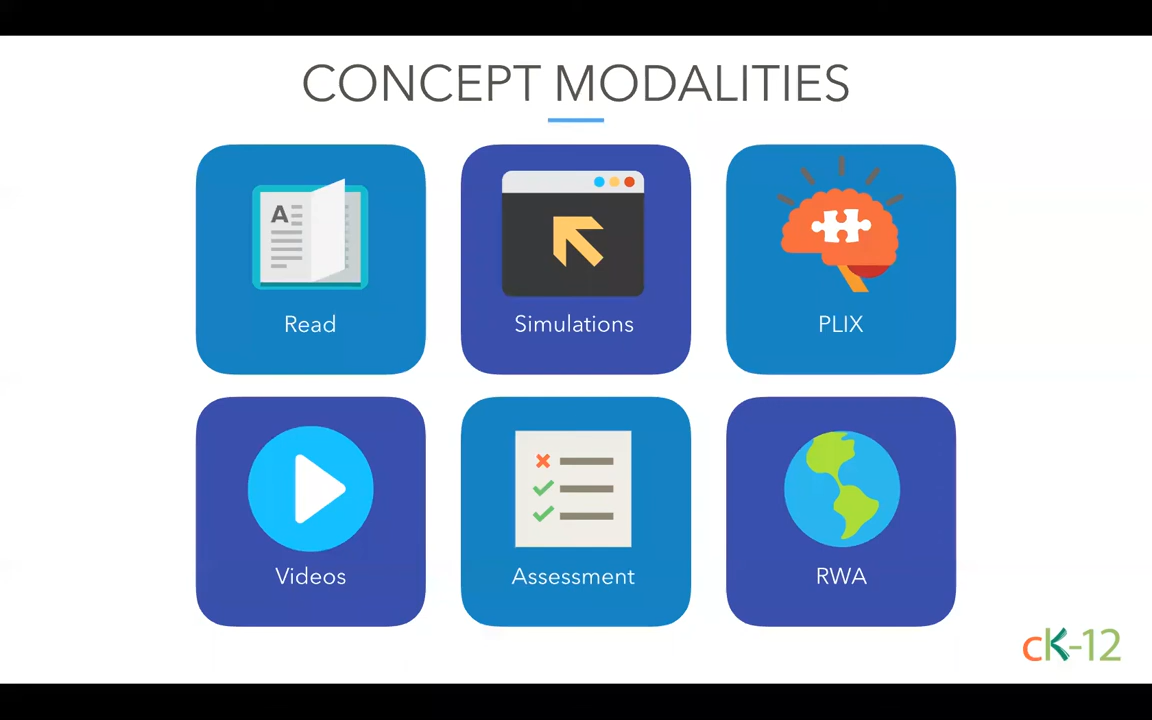 CONCEPT MODALITIES
A
Read
Simulations
PLIX
Videos
Assessment
RWA
cK-12